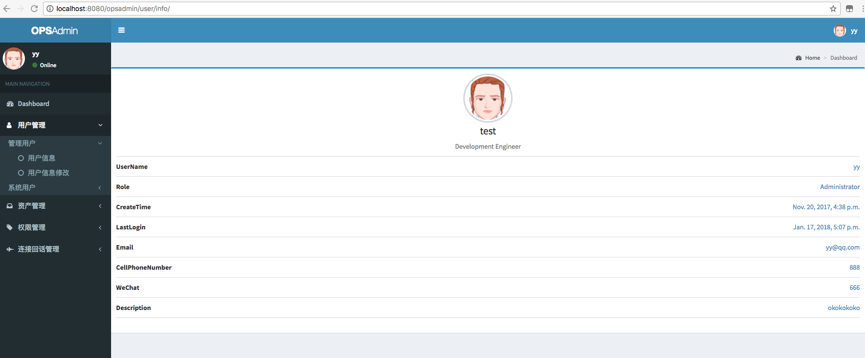 localhost:8080/opsadmin/user/info/
OPSAdmin
yy
yy
Online
MAIN NAVIGATION
Home > Dashboard
Dashboard
用户管理
管理用户
用户信息
用户信息修改
系统用户
资产管理
权限管理
连接回话管理
test
Development Engineer
UserName yy
Role Administrator
CreateTime Nov. 20, 2017, 4:38 p.m.
LastLogin Jan. 17, 2018, 5:07 p.m.
Email yy@qq.com
CellPhoneNumber 888
WeChat 666
Description okokokoko